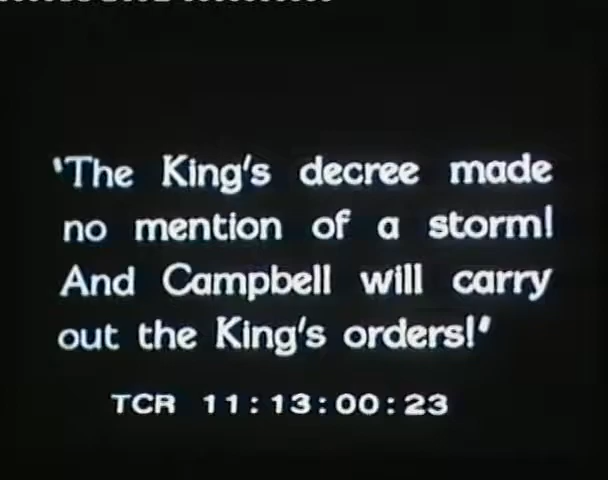 'The King's decree made
no mention of a storm!
And Campbell will carry
out the King's orders!'
TCR 11:13:00:23